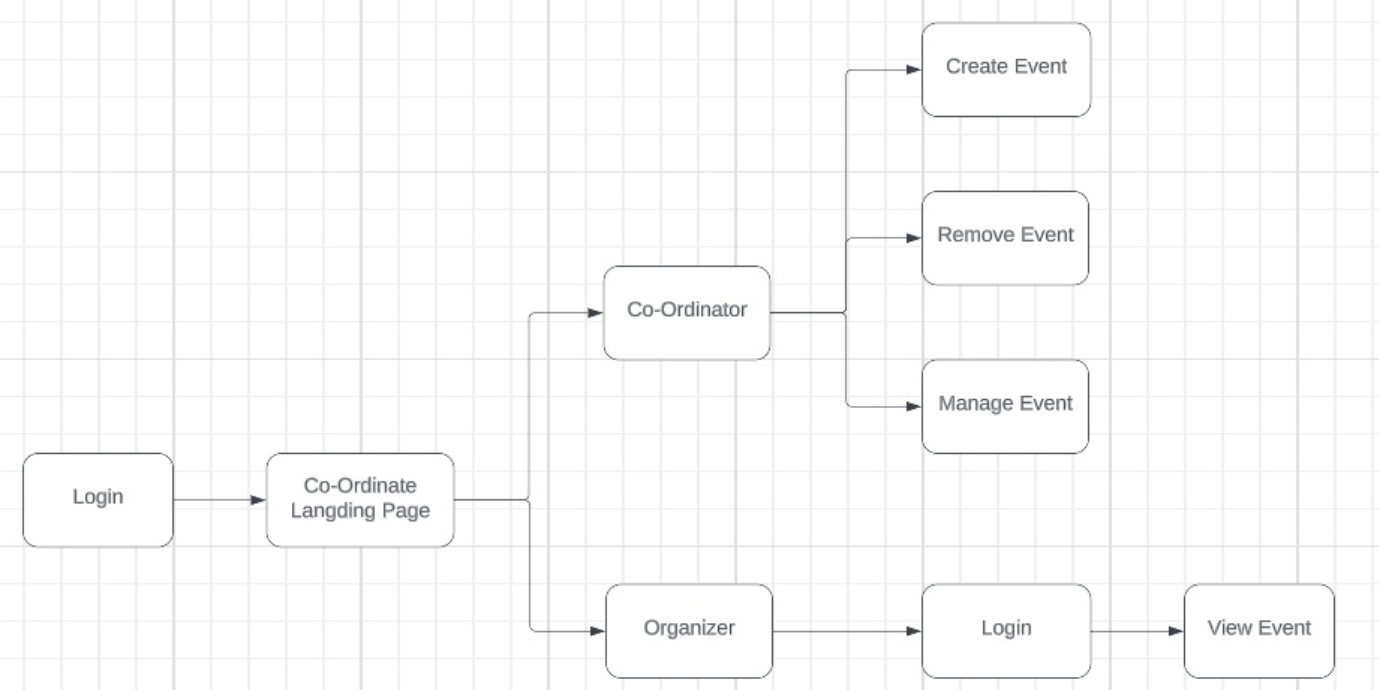 Create Event
Remove Event
Co-Ordinator
Manage Event
Login
Co-Ordinate
Langding Page
Organizer
Login
View Event